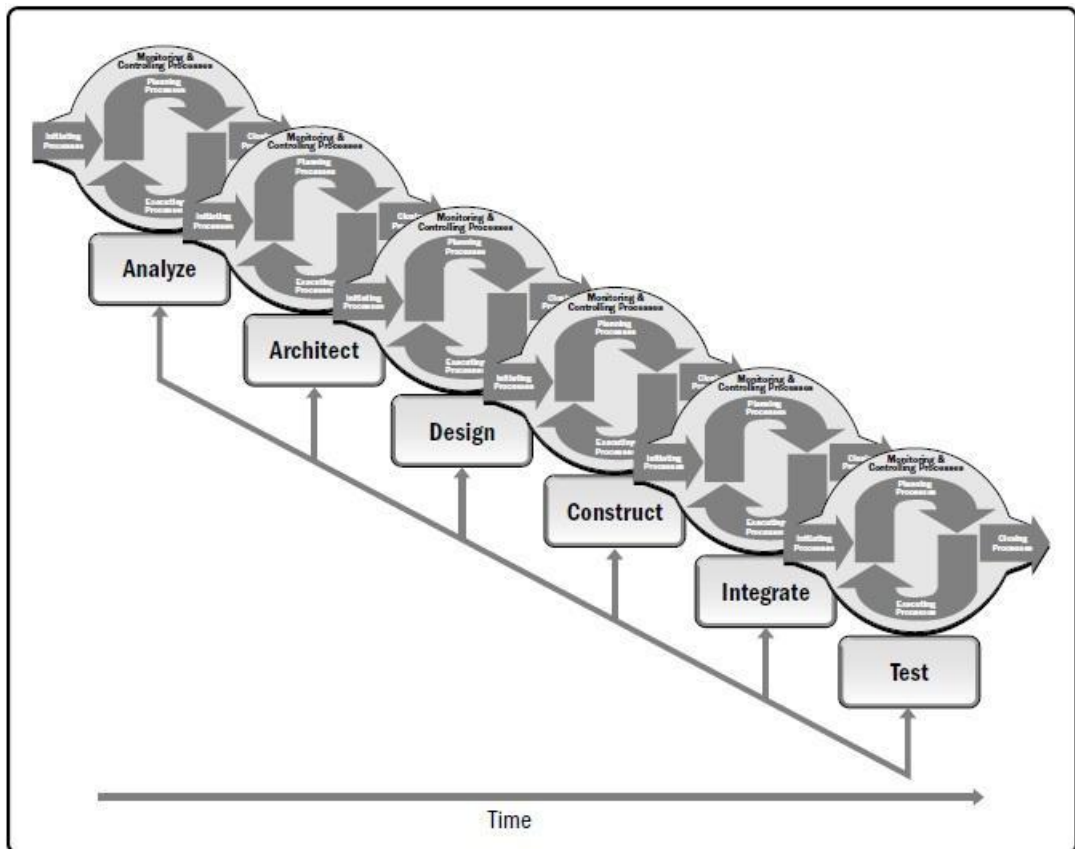 Monitoring &
Controlling Processes
Planning
Processes
Initiating
Processes
Executing
Processes
Analyze
Monitoring &
Controlling Processes
Planning
Processes
Initiating
Processes
Executing
Processes
Architect
Monitoring &
Controlling Processes
Planning
Processes
Initiating
Processes
Executing
Processes
Design
Monitoring &
Controlling Processes
Planning
Processes
Initiating
Processes
Executing
Processes
Construct
Monitoring &
Controlling Processes
Planning
Processes
Initiating
Processes
Executing
Processes
Integrate
Monitoring &
Controlling Processes
Planning
Processes
Initiating
Processes
Closing
Processes
Executing
Processes
Test
Time